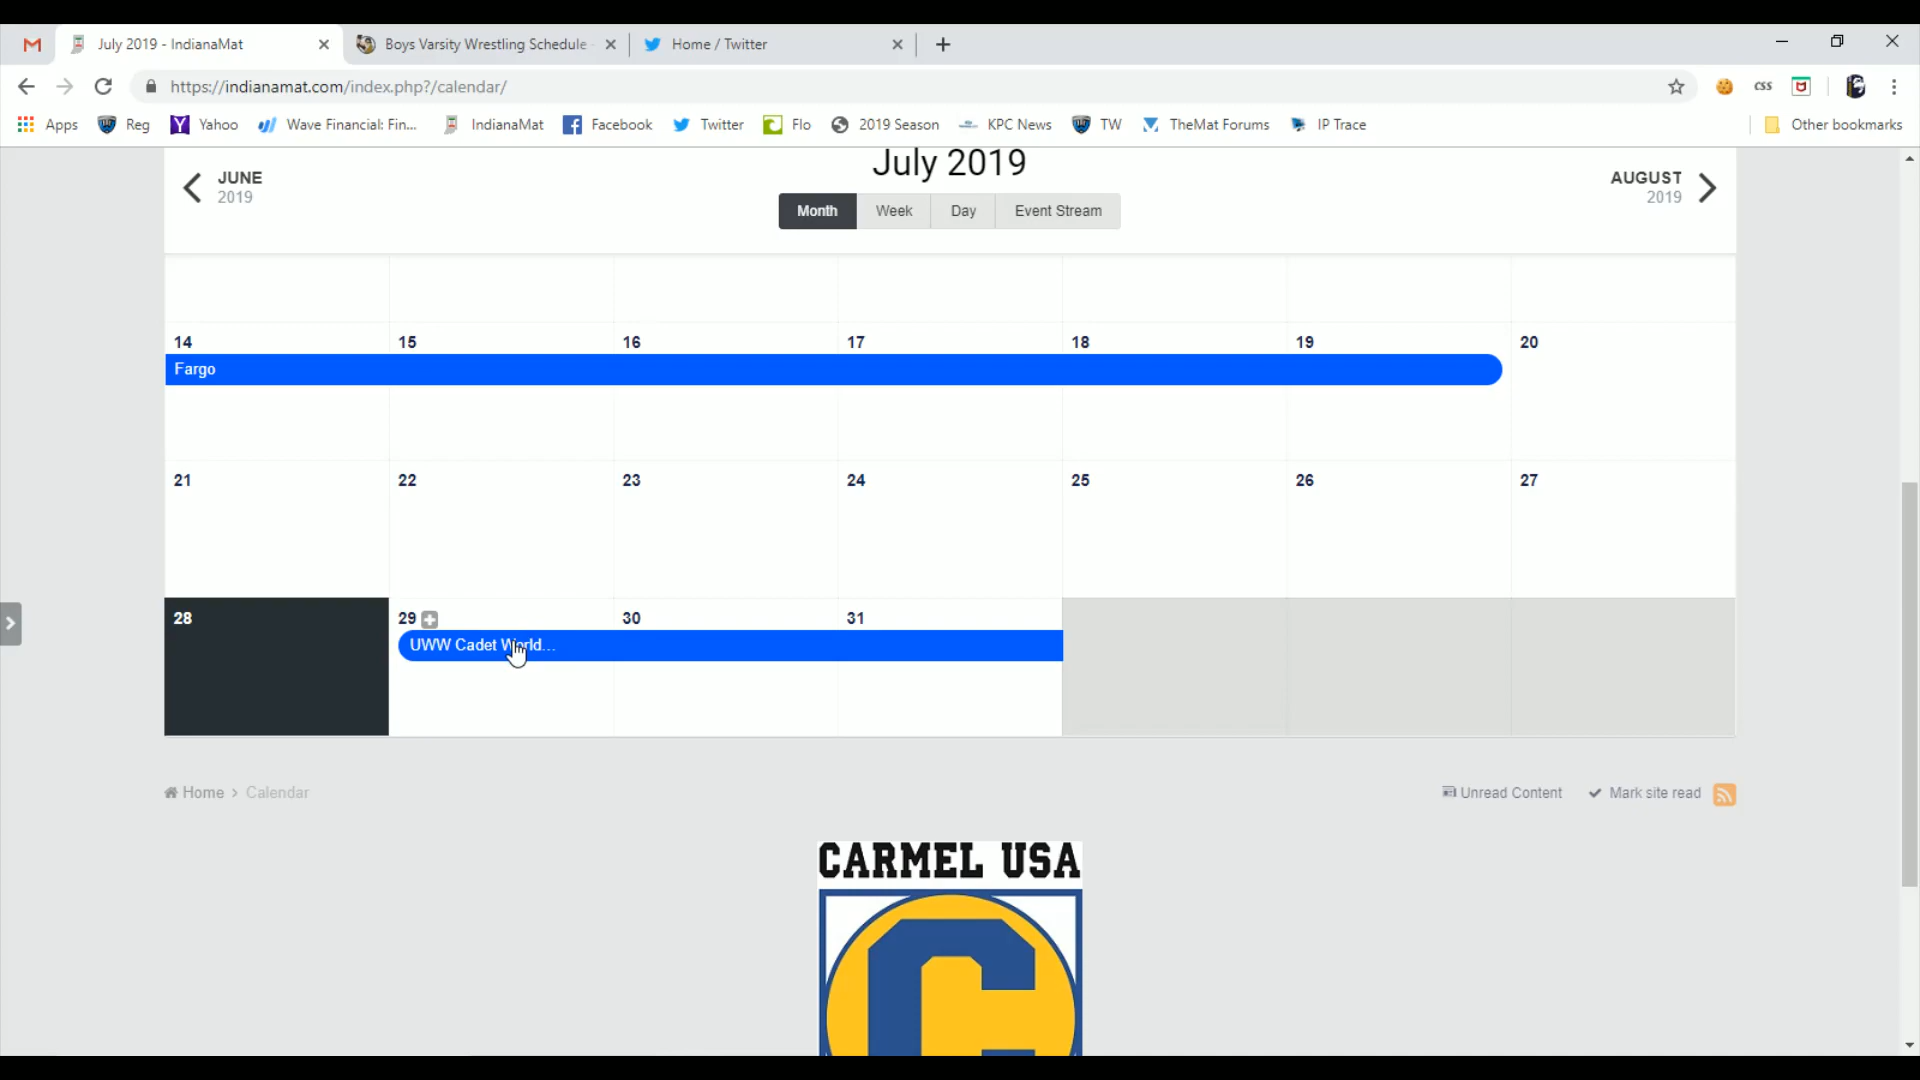 July 2019 - IndianaMat
Boys Varsity Wrestling Schedule -
Home / Twitter
https://indianamat.com/index.php?/calendar/
css
Apps Reg Yahoo Wave Financial: Fin... IndianaMat Facebook Twitter Flo 2019 Season KPC News TW TheMat Forums IP Trace Other bookmarks
July 2019
JUNE
2019
AUGUST
2019
Month Week Day Event Stream
14 15 16 17 18 19 20
Fargo
21 22 23 24 25 26 27
28 29 30 31
UWW Cadet World...
Home > Calendar
Unread Content Mark site read
CARMEL USA
C